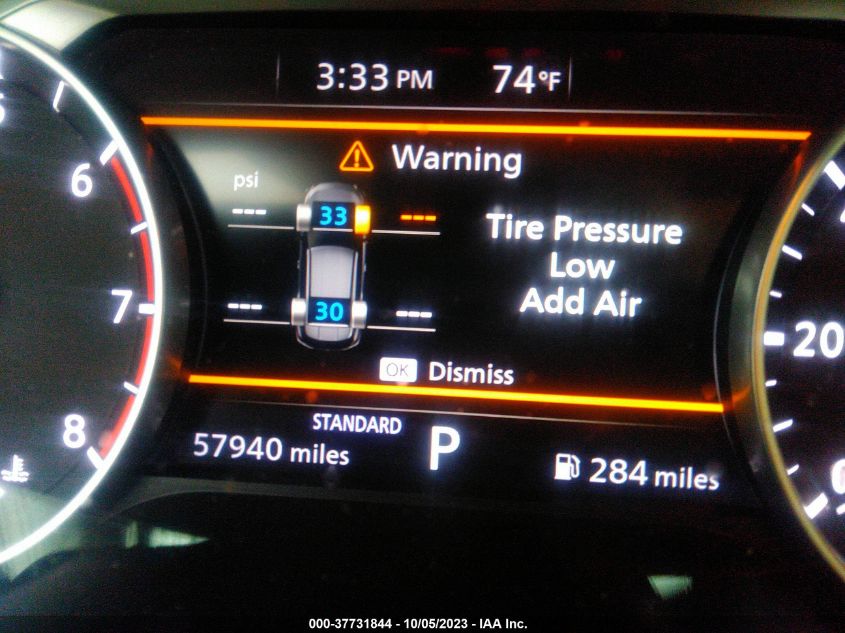 3:33 PM 74°F
Warning
psi
--- 33 ---
Tire Pressure
Low
Add Air
--- 30 ---
OK Dismiss
STANDARD
57940 miles P 284 miles
6
7
8
20
000-37731844 - 10/05/2023 - IAA Inc.